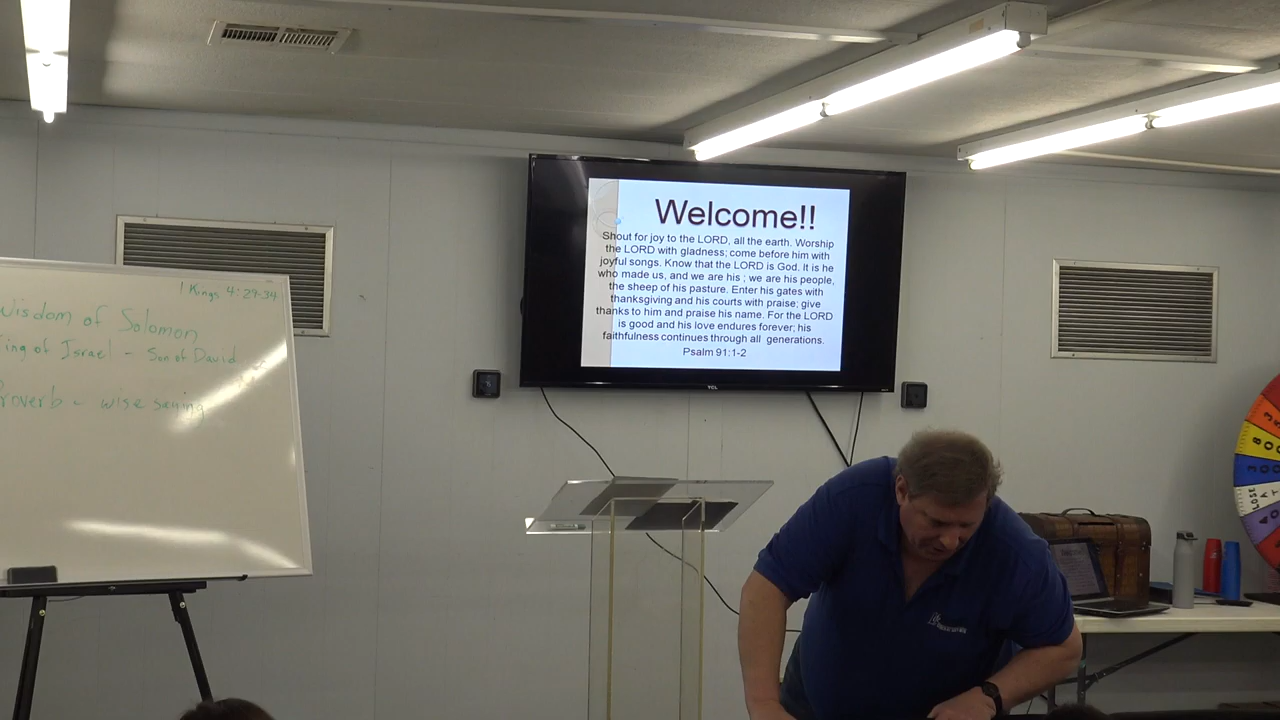 1 Kings 4:29-34
Wisdom of Solomon
King of Israel - Son of David
Proverb - wise saying
Welcome!!
Shout for joy to the LORD, all the earth. Worship
the LORD with gladness; come before him with
joyful songs. Know that the LORD is God. It is he
who made us, and we are his ; we are his people,
the sheep of his pasture. Enter his gates with
thanksgiving and his courts with praise; give
thanks to him and praise his name. For the LORD
is good and his love endures forever; his
faithfulness continues through all generations.
Psalm 91:1-2
TCL
Welcome!!
LOSE